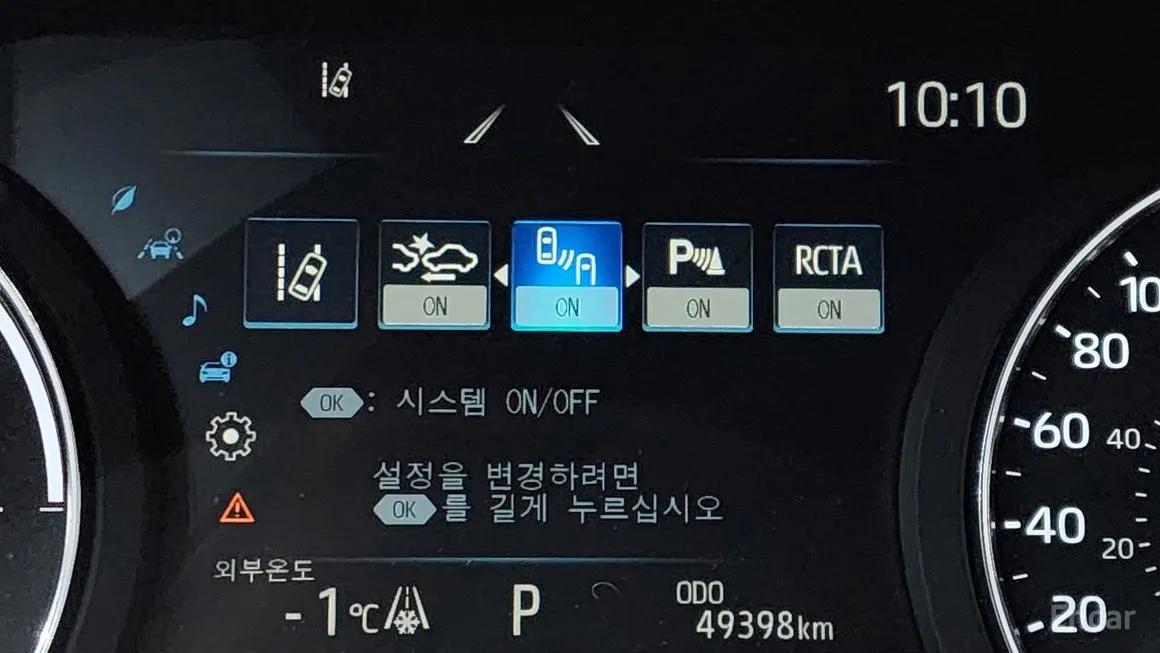 10:10
ON
ON
P
ON
RCTA
ON
OK : 시스템 ON/OFF
설정을 변경하려면
OK 를 길게 누르십시오
외부온도
-1℃
P
ODO
49398km
10
80
60
40
40
20
20
Encar